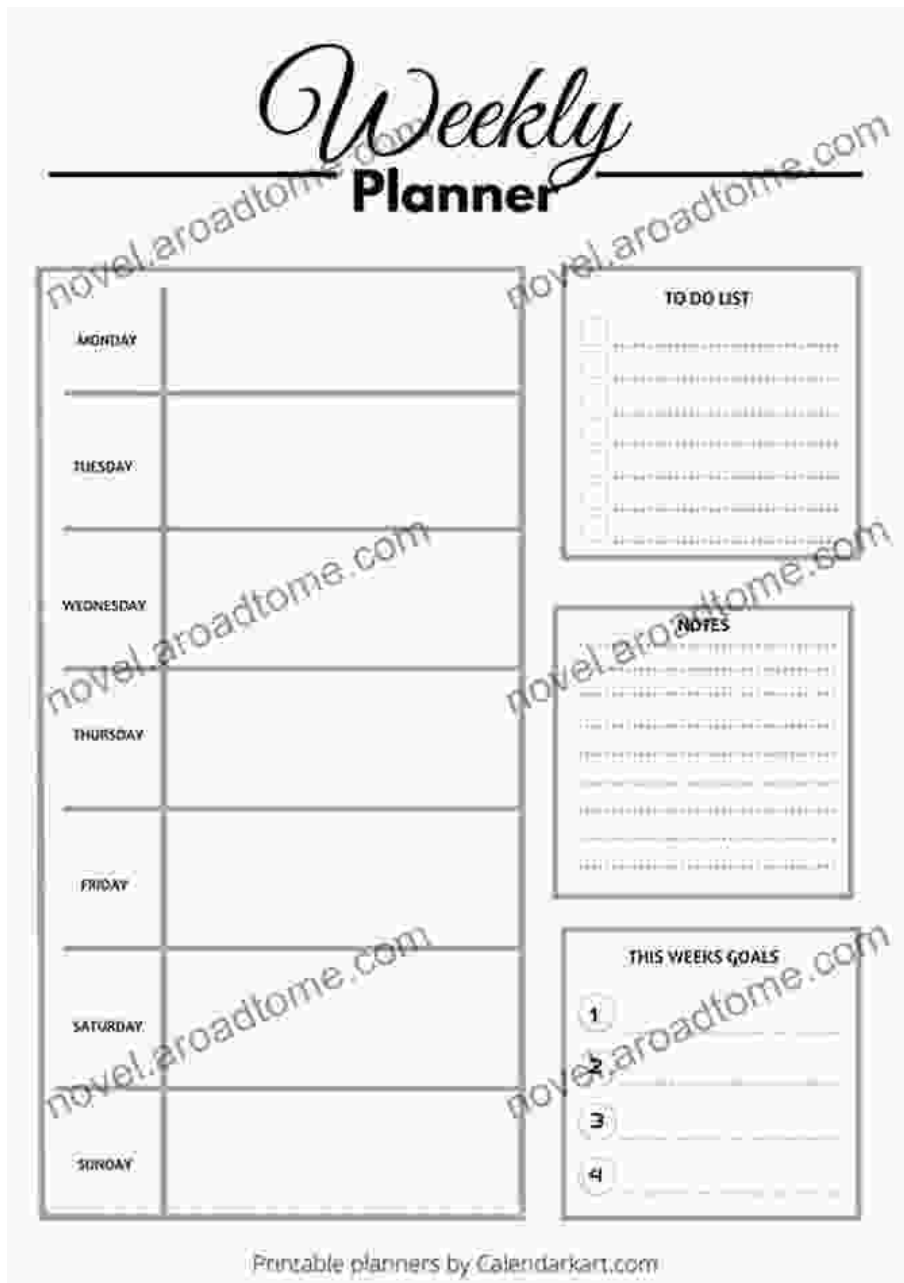 Weekly
Planner
MONDAY
TUESDAY
WEDNESDAY
THURSDAY
FRIDAY
SATURDAY
SUNDAY
TO DO LIST
NOTES
THIS WEEKS GOALS
1
2
3
4
Printable planners by Calendarkart.com
novel.aroadtome.com
novel.aroadtome.com
novel.aroadtome.com
novel.aroadtome.com
novel.aroadtome.com
novel.aroadtome.com